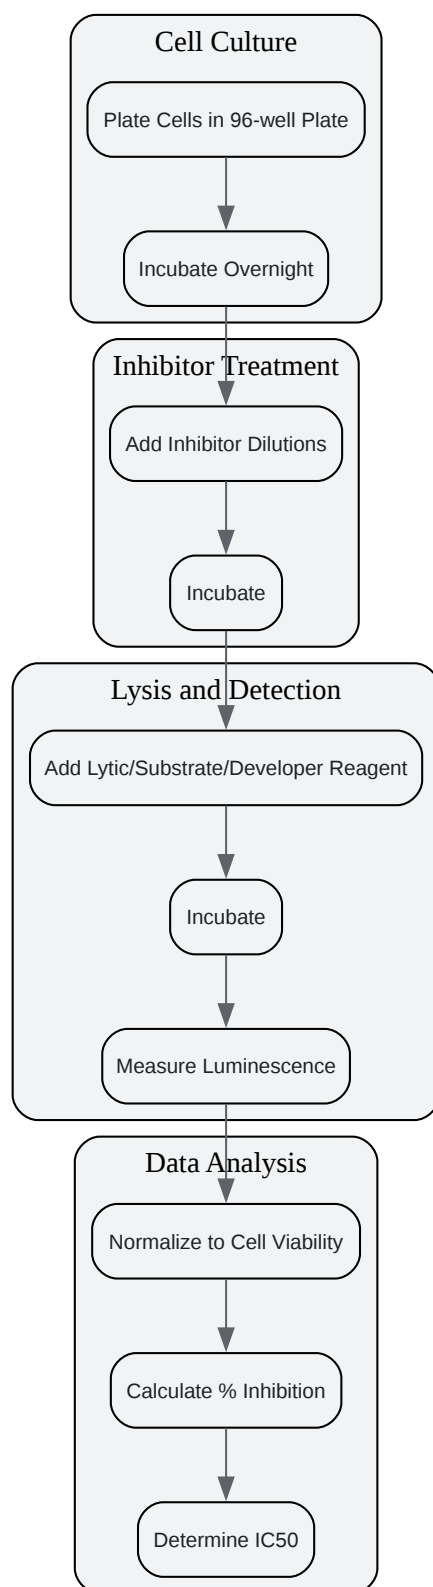 Cell Culture
Plate Cells in 96-well Plate
Incubate Overnight
Inhibitor Treatment
Add Inhibitor Dilutions
Incubate
Lysis and Detection
Add Lytic/Substrate/Developer Reagent
Incubate
Measure Luminescence
Data Analysis
Normalize to Cell Viability
Calculate % Inhibition
Determine IC50